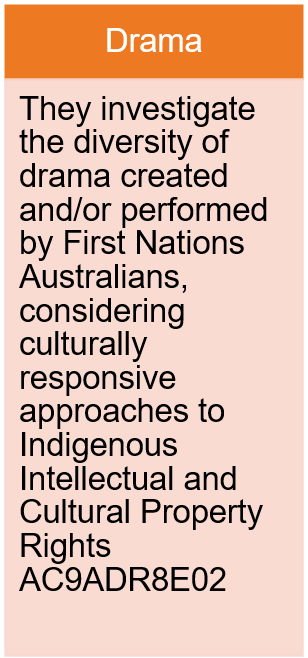 Drama
They investigate
the diversity of
drama created
and/or performed
by First Nations
Australians,
considering
culturally
responsive
approaches to
Indigenous
Intellectual and
Cultural Property
Rights
AC9ADR8E02